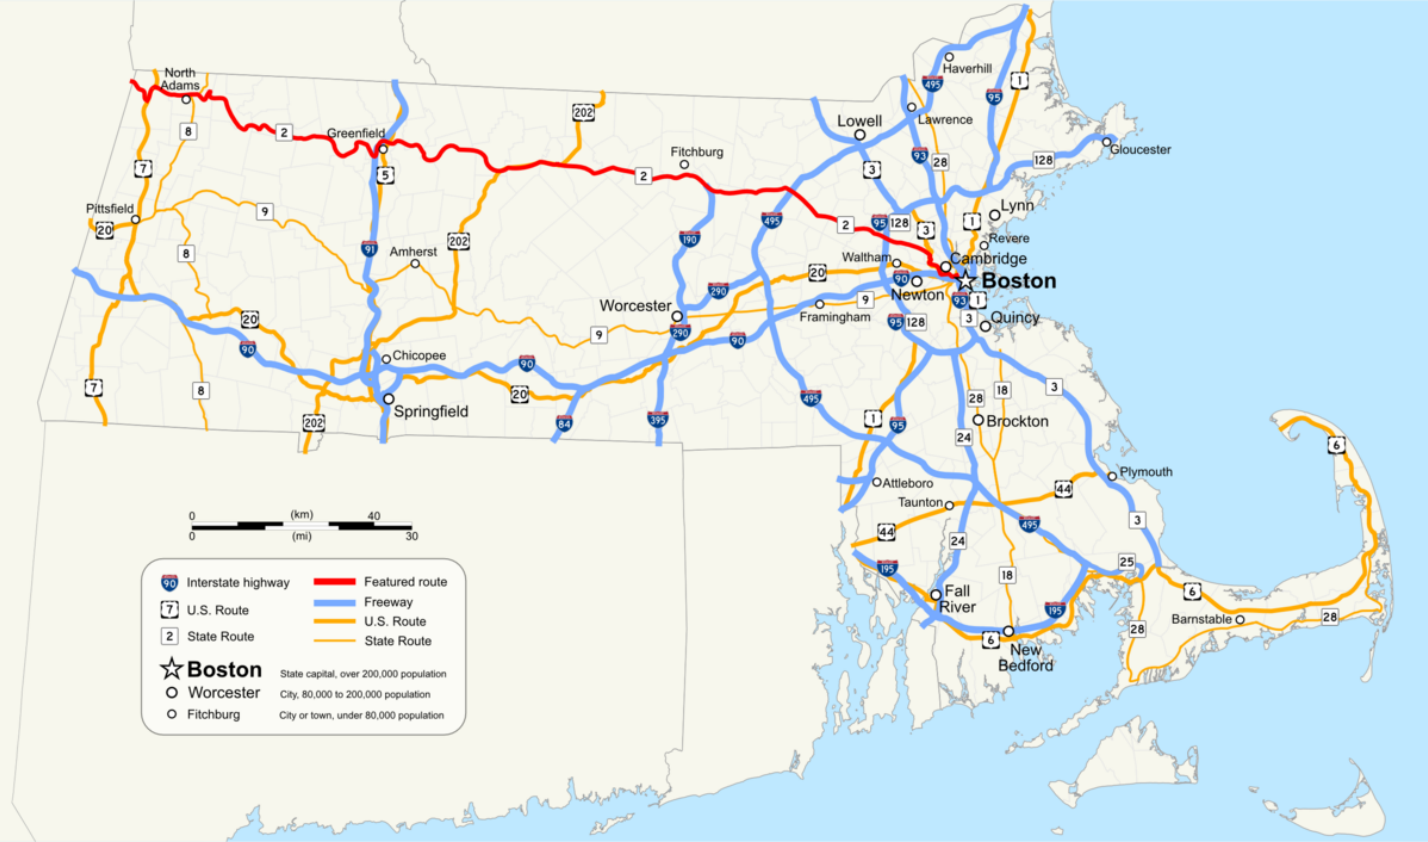 North
Adams
Haverhill
495
95
1
202
Lowell
Lawrence
8
2
Greenfield
93
28
128
Gloucester
Fitchburg
3
7
5
2
Pittsfield
20
9
Lynn
495
2
95
128
3
1
Revere
190
202
91
8
Amherst
Waltham
Cambridge
20
90
Boston
Newton
290
Worcester
9
Framingham
93
1
20
9
290
90
95
128
3
Quincy
90
Chicopee
90
7
8
20
Springfield
202
84
395
495
1
95
28
18
3
Brockton
24
6
Attleboro
Plymouth
44
Taunton
495
3
44
24
195
18
25
6
Fall
River
195
Barnstable
28
28
6
New
Bedford
0
(km)
40
0
(mi)
30
90
Interstate highway
Featured route
7
U.S. Route
Freeway
U.S. Route
2
State Route
State Route
Boston
State capital, over 200,000 population
Worcester
City, 80,000 to 200,000 population
Fitchburg
City or town, under 80,000 population